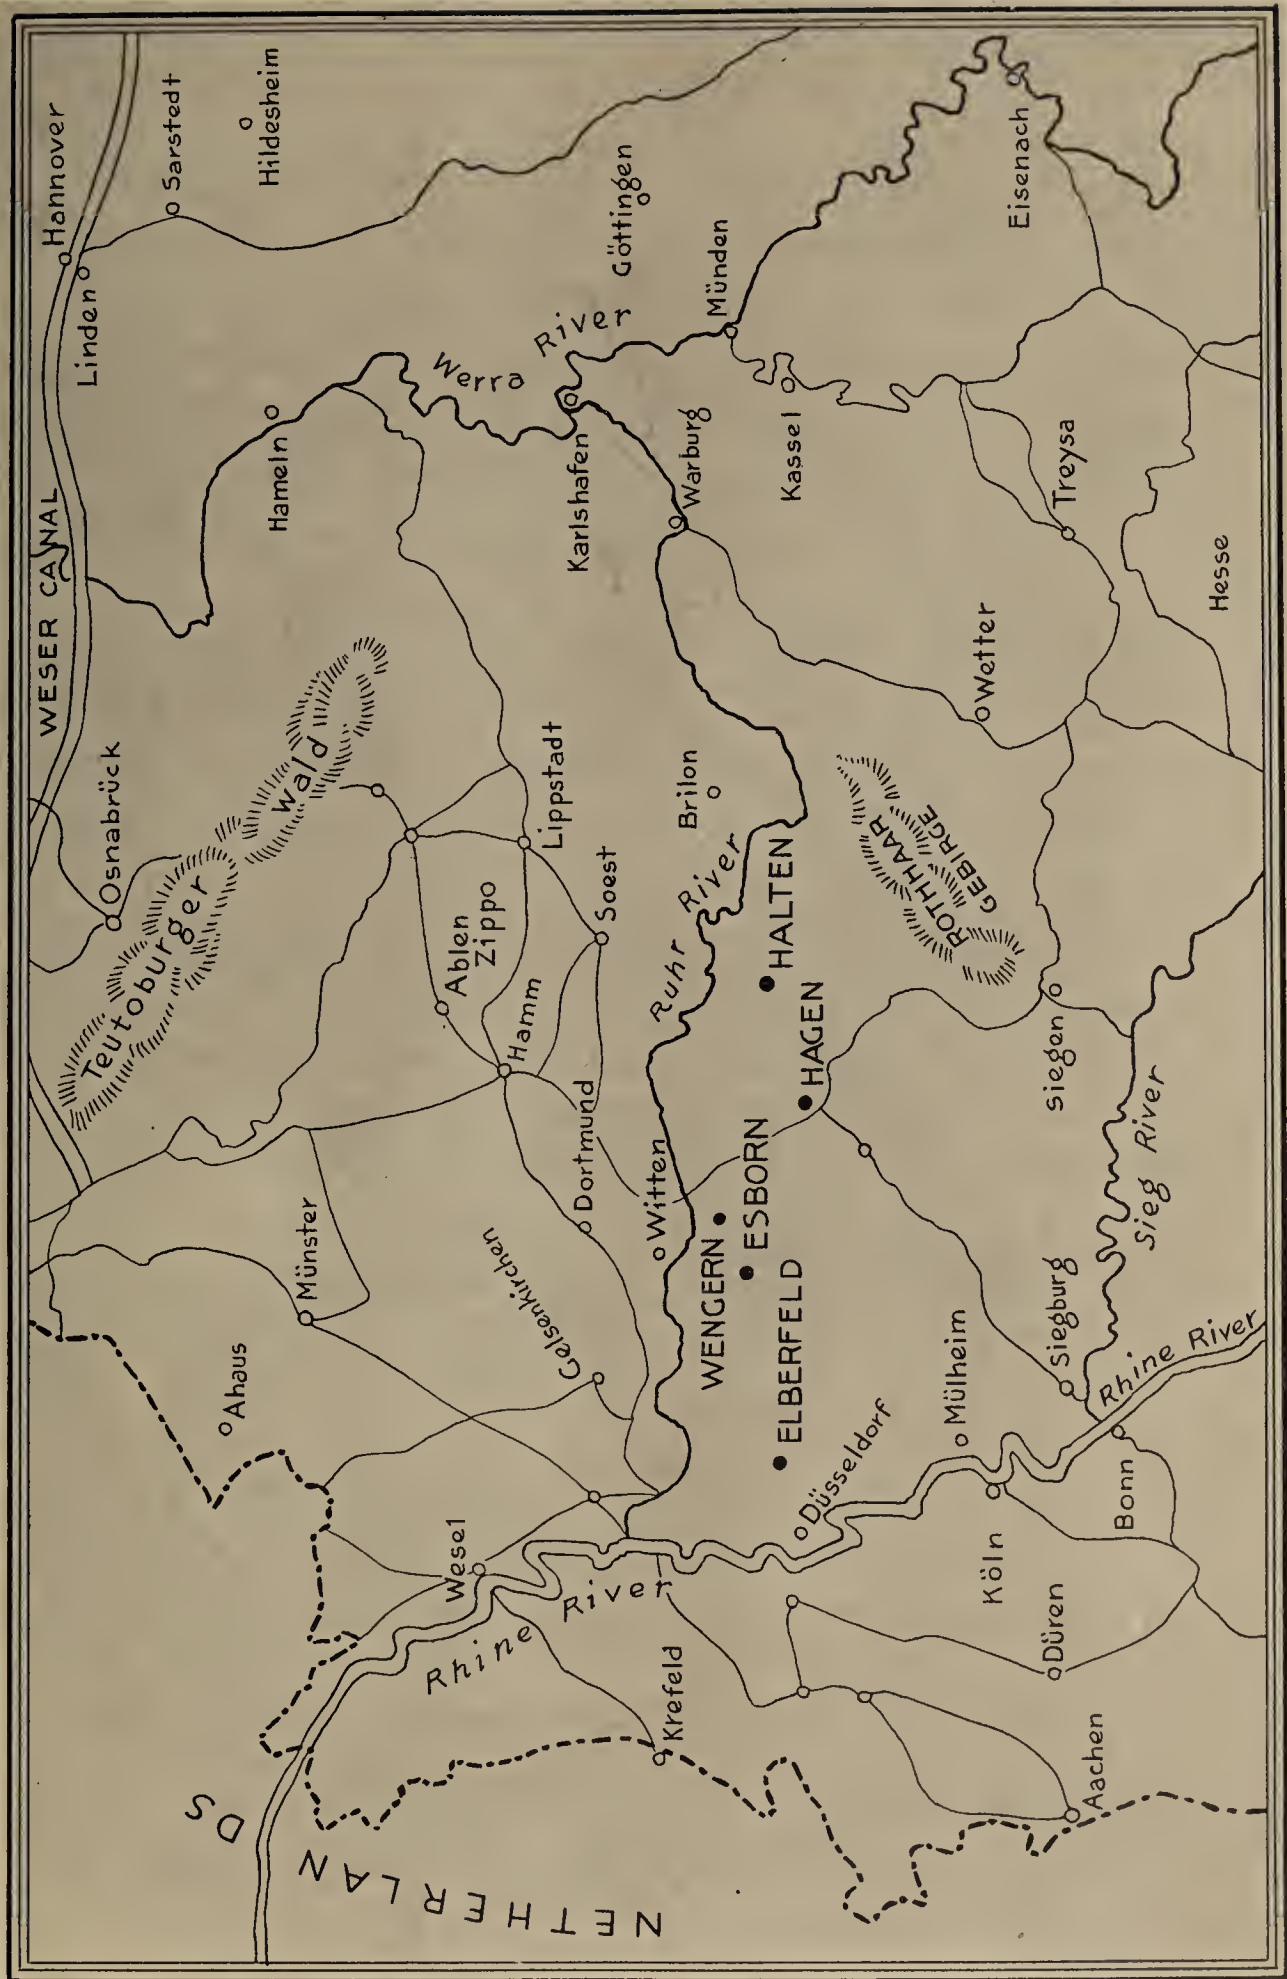 WESER CANAL
Hannover
Linden
Sarstedt
Hildesheim
Osnabrück
Teutoburger
Wald
Hameln
Werra
River
Göttingen
Karlshafen
Münden
Warburg
Kassel
Eisenach
Treysa
Hesse
Wetter
Lippstadt
Brilon
Soest
Ablen
Zippo
Hamm
Ruhr
River
HALTEN
ROTHHAAR
GEBIRGE
HAGEN
Siegen
Sieg River
Dortmund
Witten
Münster
Gelsenkirchen
WENGERN
ESBORN
ELBERFELD
Ahaus
Mülheim
Siegburg
Rhine River
Düsseldorf
Wesel
Rhine
River
Köln
Bonn
Düren
Krefeld
Aachen
NETHERLANDS